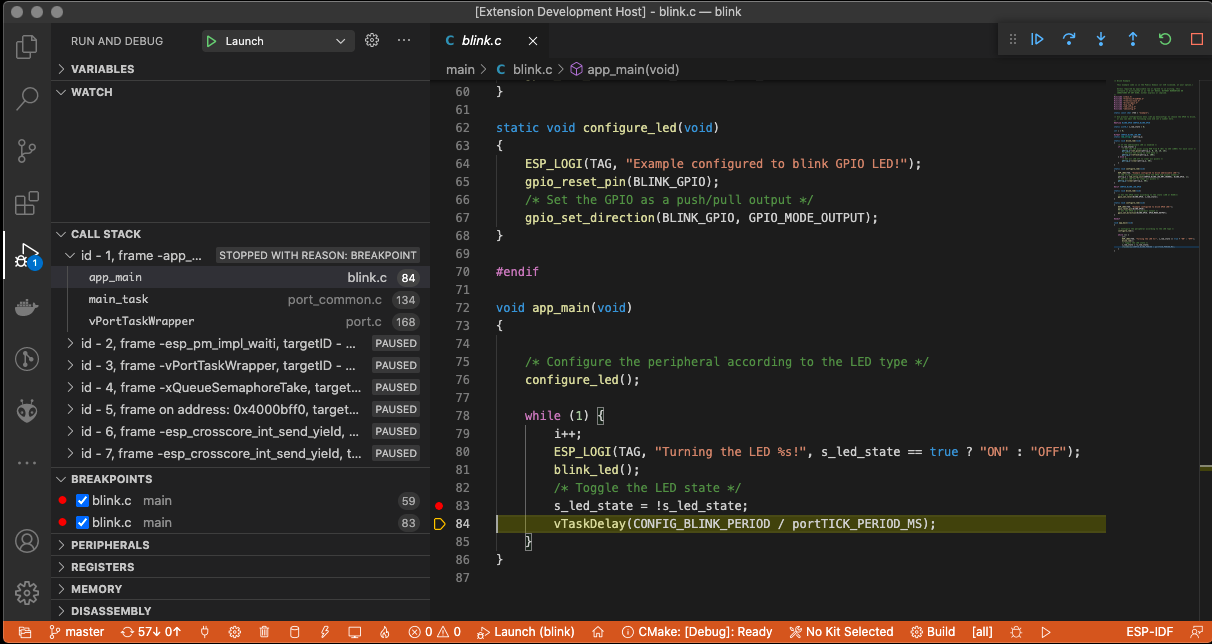 [Extension Development Host] - blink.c — blink
RUN AND DEBUG
Launch
VARIABLES
WATCH
CALL STACK
id - 1, frame -app_... STOPPED WITH REASON: BREAKPOINT
app_main blink.c 84
main_task port_common.c 134
vPortTaskWrapper port.c 168
id - 2, frame -esp_pm_impl_waiti, targetID - ... PAUSED
id - 3, frame -vPortTaskWrapper, targetID - ... PAUSED
id - 4, frame -xQueueSemaphoreTake, target... PAUSED
id - 5, frame on address: 0x4000bff0, target... PAUSED
id - 6, frame -esp_crosscore_int_send_yield, ... PAUSED
id - 7, frame -esp_crosscore_int_send_yield, t... PAUSED
BREAKPOINTS
blink.c main 59
blink.c main 83
PERIPHERALS
REGISTERS
MEMORY
DISASSEMBLY
1
C blink.c
main > C blink.c > app_main(void)
60 }
61
62 static void configure_led(void)
63 {
64 ESP_LOGI(TAG, "Example configured to blink GPIO LED!");
65 gpio_reset_pin(BLINK_GPIO);
66 /* Set the GPIO as a push/pull output */
67 gpio_set_direction(BLINK_GPIO, GPIO_MODE_OUTPUT);
68 }
69
70 #endif
71
72 void app_main(void)
73 {
74
75 /* Configure the peripheral according to the LED type */
76 configure_led();
77
78 while (1) {
79 i++;
80 ESP_LOGI(TAG, "Turning the LED %s!", s_led_state == true ? "ON" : "OFF");
81 blink_led();
82 /* Toggle the LED state */
83 s_led_state = !s_led_state;
84 vTaskDelay(CONFIG_BLINK_PERIOD / portTICK_PERIOD_MS);
85 }
86 }
87
master 57↓ 0↑ 0 0 Launch (blink) CMake: [Debug]: Ready No Kit Selected Build [all] ESP-IDF